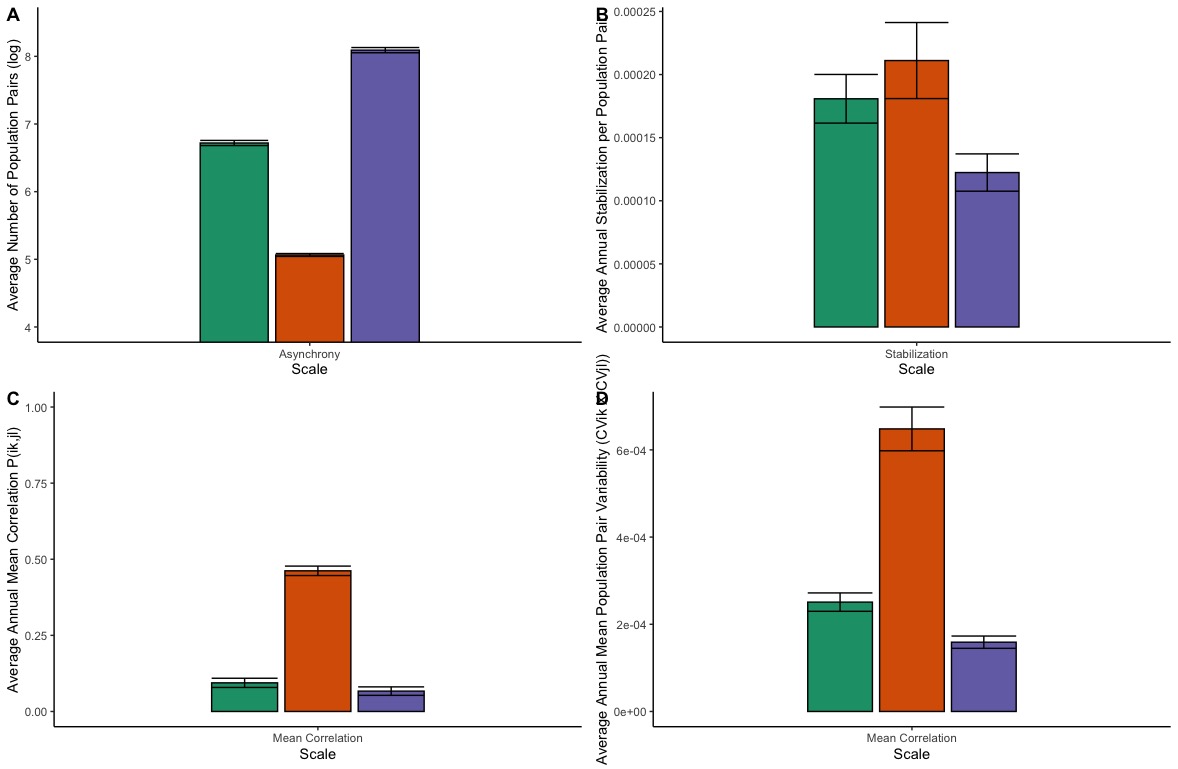 A
Average Number of Population Pairs (log)
8
7
6
5
4
Asynchrony
Scale
B
Average Annual Stabilization per Population Pair
0.00025
0.00020
0.00015
0.00010
0.00005
0.00000
Stabilization
Scale
C
Average Annual Mean Correlation P(ik,jl)
1.00
0.75
0.50
0.25
0.00
Mean Correlation
Scale
D
Average Annual Mean Population Pair Variability (CVik CVjl))
6e-04
4e-04
2e-04
0e+00
Mean Correlation
Scale